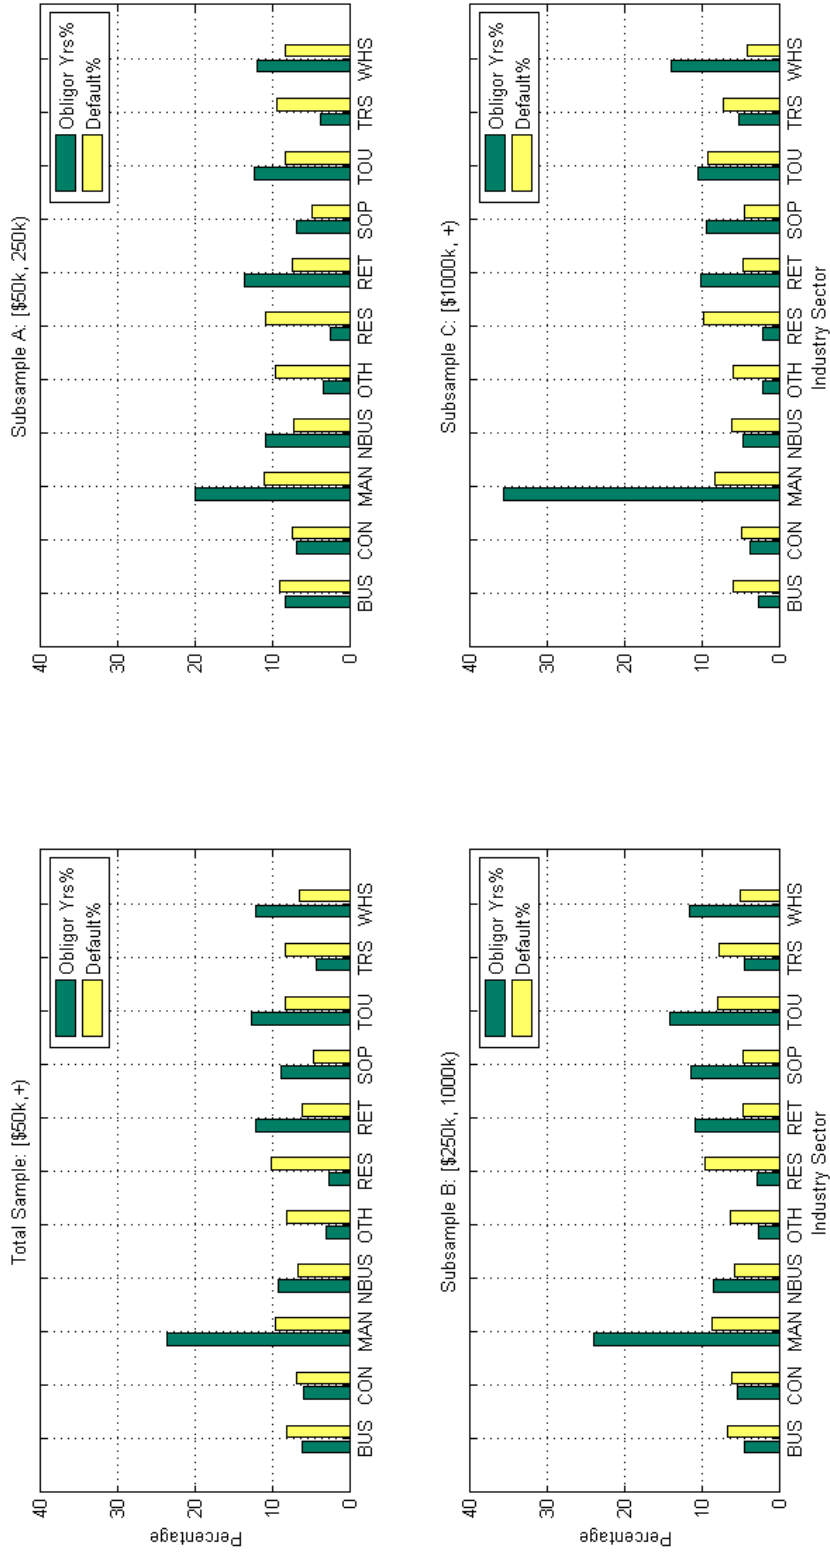 Total Sample: [$50k,+)
40
30
20
10
0
Percentage
Obligor Yrs%
Default%
BUS CON MAN NBUS OTH RES RET SOP TOU TRS WHS
Subsample A: [$50k, 250k)
40
30
20
10
0
Obligor Yrs%
Default%
BUS CON MAN NBUS OTH RES RET SOP TOU TRS WHS
Subsample B: [$250k, 1000k)
40
30
20
10
0
Percentage
Obligor Yrs%
Default%
BUS CON MAN NBUS OTH RES RET SOP TOU TRS WHS
Industry Sector
Subsample C: [$1000k, +)
40
30
20
10
0
Obligor Yrs%
Default%
BUS CON MAN NBUS OTH RES RET SOP TOU TRS WHS
Industry Sector